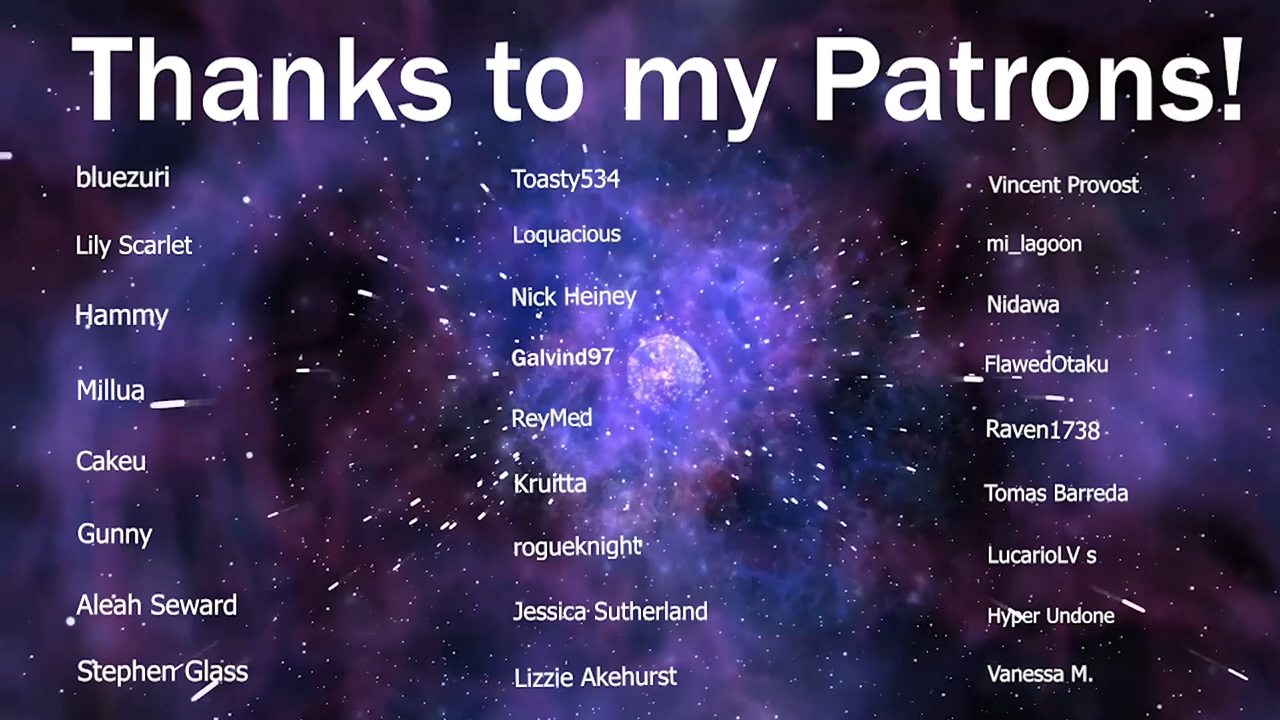 Thanks to my Patrons!
bluezuri
Lily Scarlet
Hammy
Millua
Cakeu
Gunny
Aleah Seward
Stephen Glass
Toasty534
Loquacious
Nick Heiney
Galvind97
ReyMed
Kruitta
rogueknight
Jessica Sutherland
Lizzie Akehurst
Vincent Provost
mi_lagoon
Nidawa
FlawedOtaku
Raven1738
Tomas Barreda
LucarioLV s
Hyper Undone
Vanessa M.